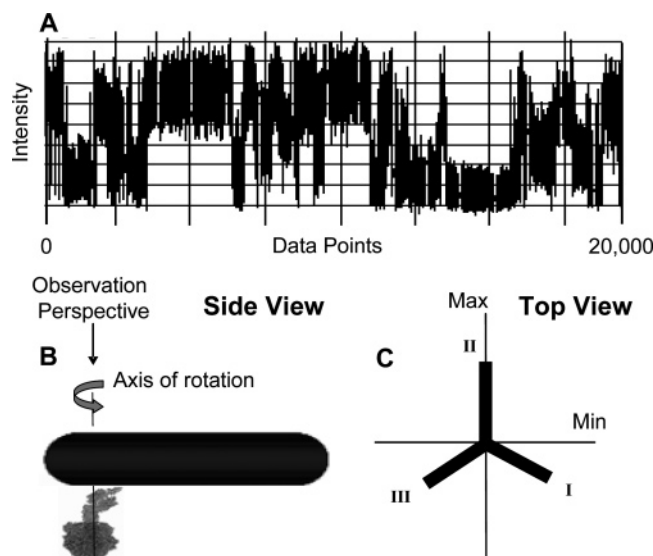 A
Intensity
0
Data Points
20,000
Observation
Perspective
Side View
B
Axis of rotation
Max
Top View
C
II
Min
III
I